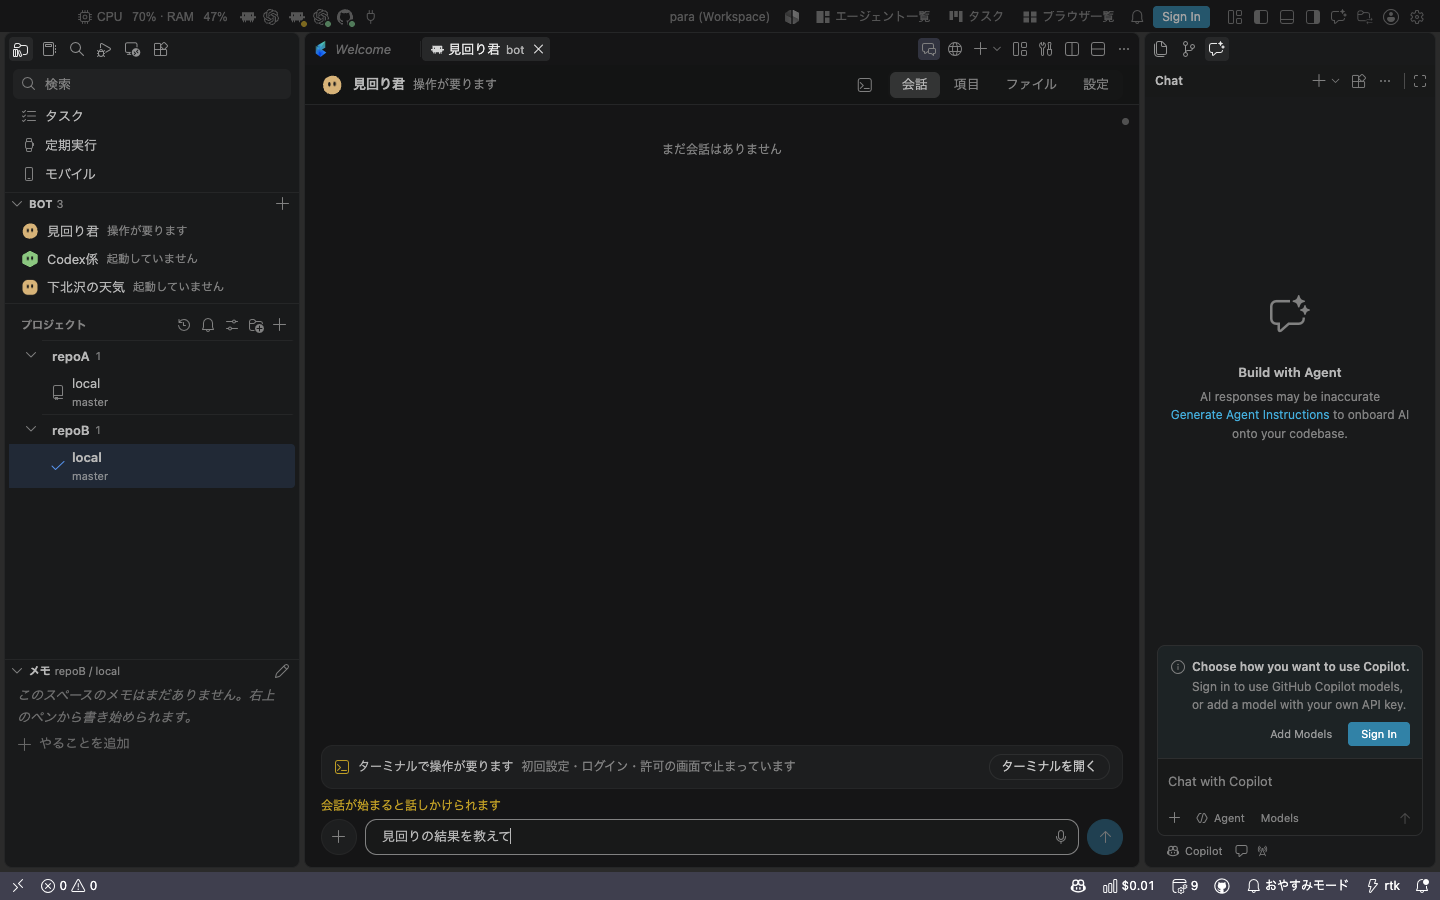 CPU 70% · RAM 47%
para (Workspace)
エージェント一覧
タスク
ブラウザ一覧
Sign In
検索
タスク
定期実行
モバイル
BOT 3
見回り君 操作が要ります
Codex係 起動していません
下北沢の天気 起動していません
プロジェクト
repoA 1
local
master
repoB 1
local
master
メモ repoB / local
このスペースのメモはまだありません。右上
のペンから書き始められます。
やることを追加
Welcome
見回り君 bot
見回り君 操作が要ります
会話
項目
ファイル
設定
まだ会話はありません
ターミナルで操作が要ります 初回設定・ログイン・許可の画面で止まっています
ターミナルを開く
会話が始まると話しかけられます
見回りの結果を教えて
Chat
Build with Agent
AI responses may be inaccurate
Generate Agent Instructions to onboard AI
onto your codebase.
Choose how you want to use Copilot.
Sign in to use GitHub Copilot models,
or add a model with your own API key.
Add Models
Sign In
Chat with Copilot
Agent
Models
Copilot
0
0
$0.01
9
おやすみモード
rtk